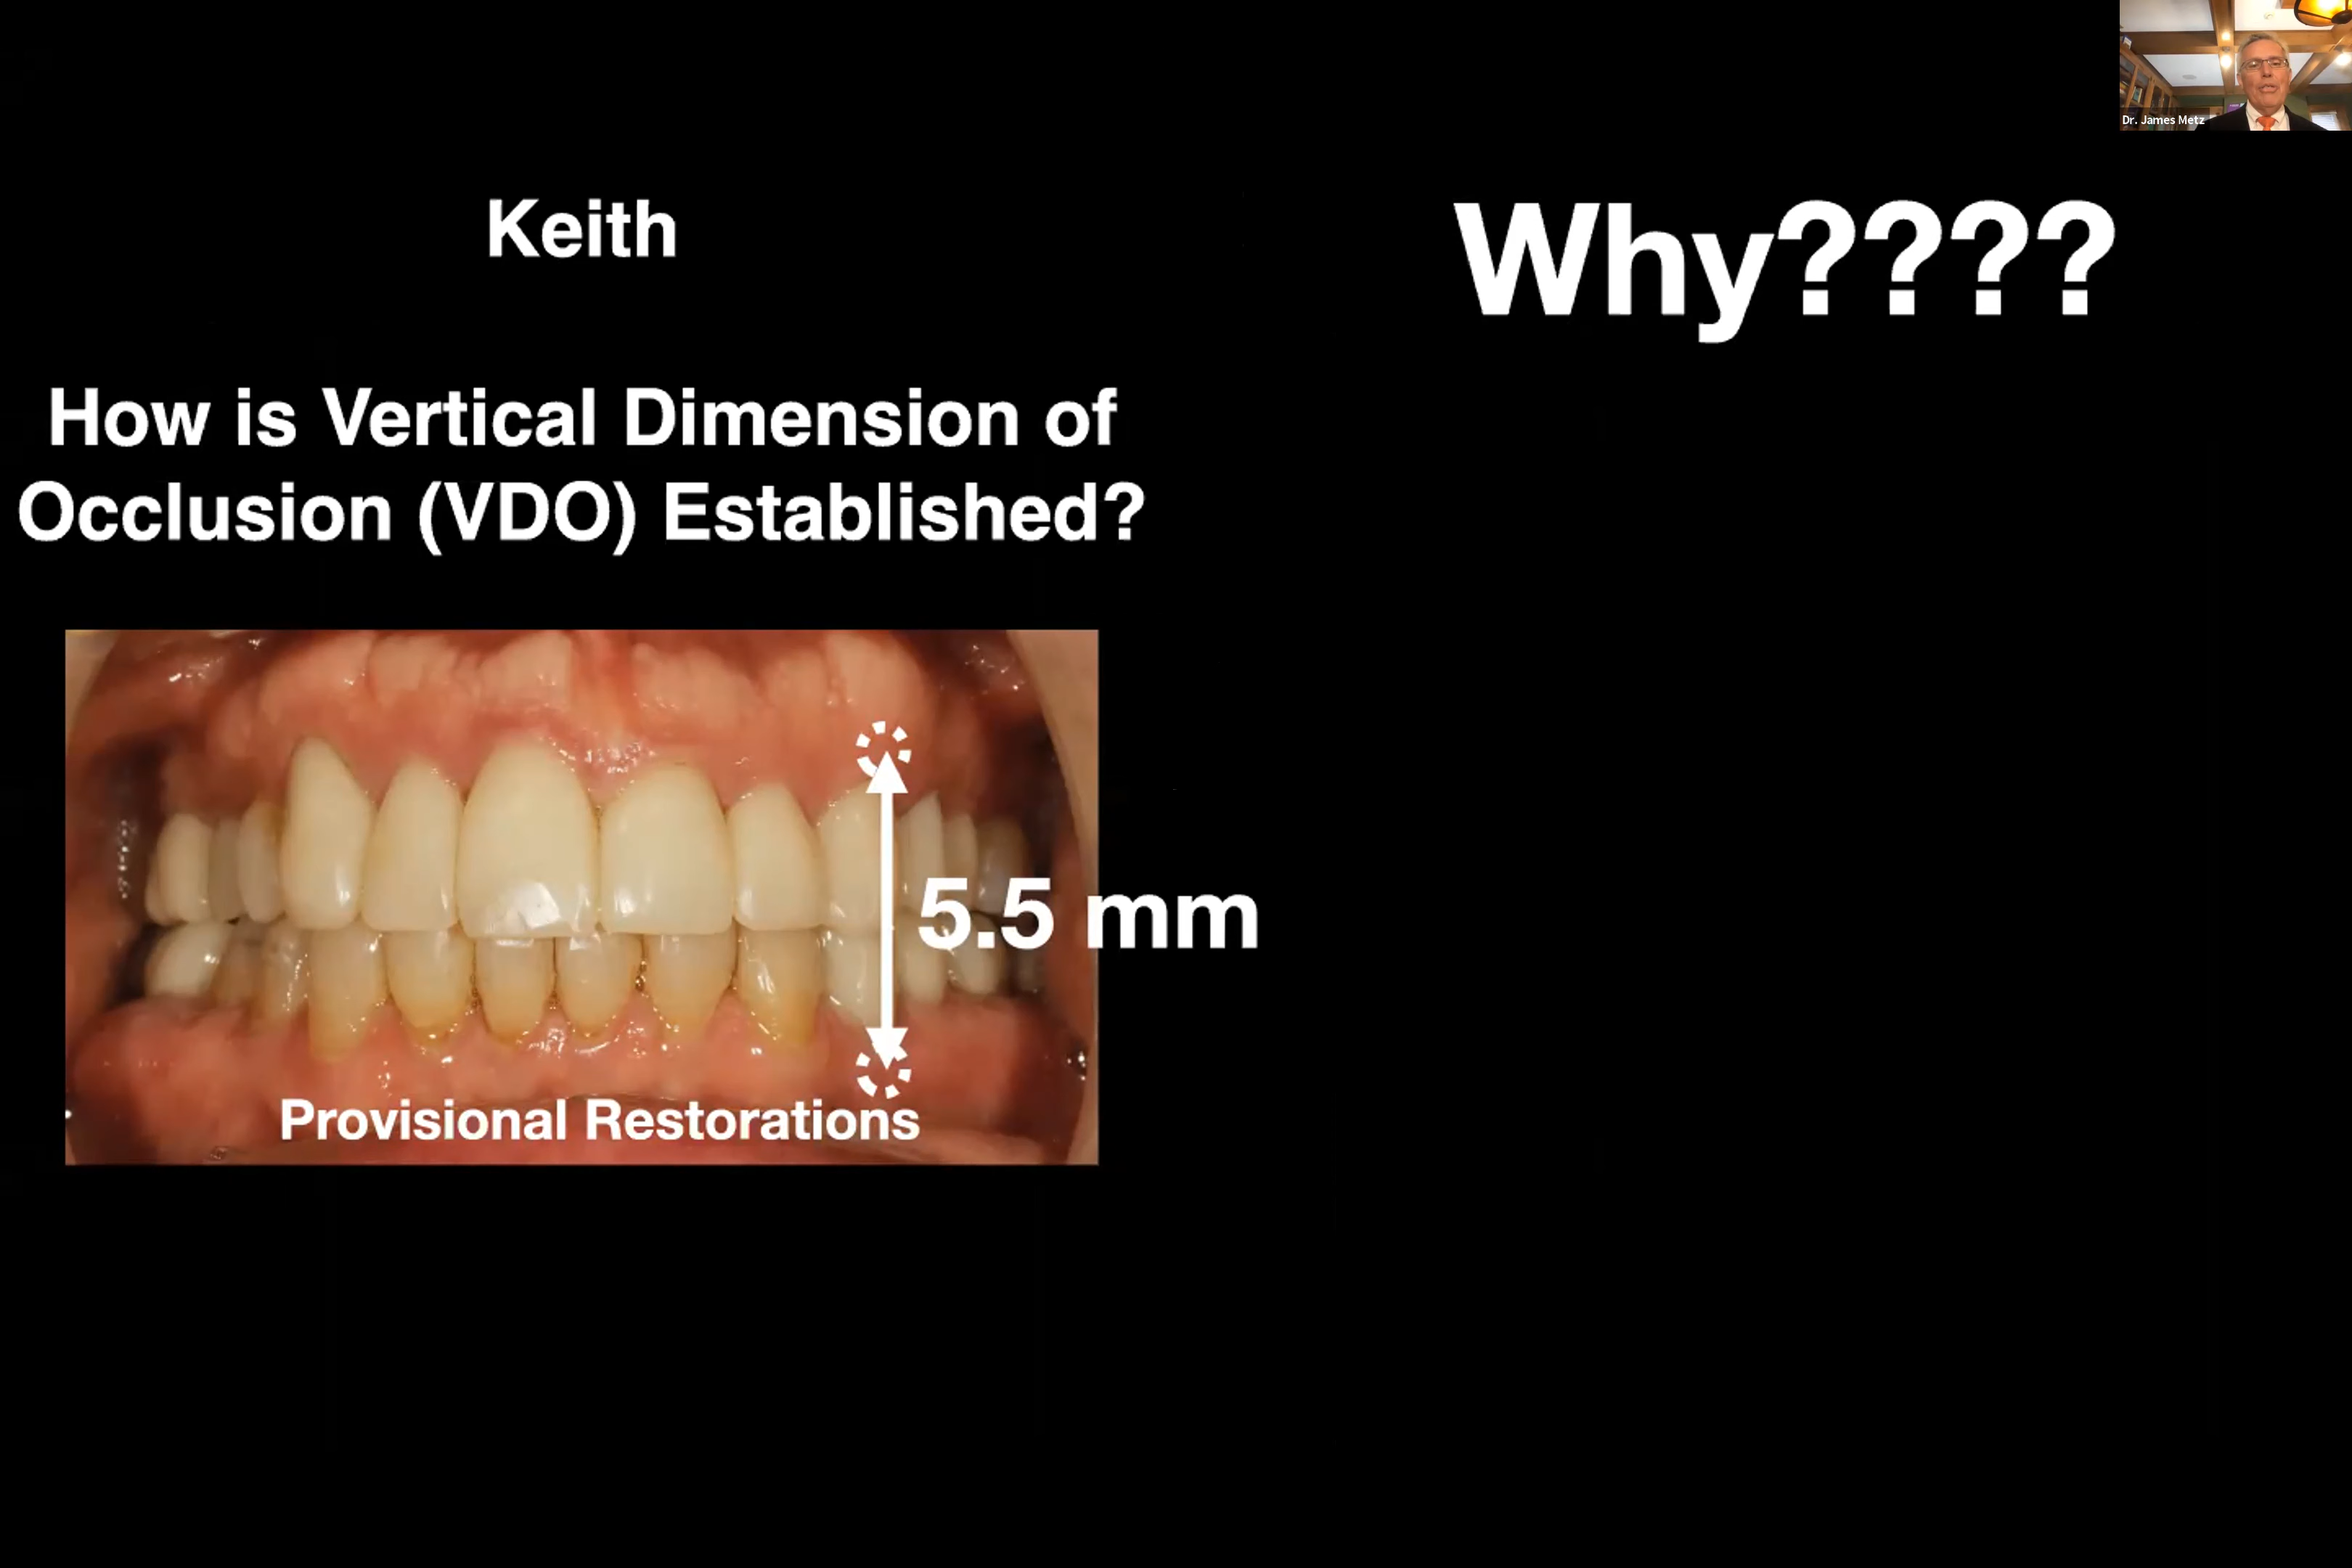 Dr. James Metz
Keith
Why????
How is Vertical Dimension of
Occlusion (VDO) Established?
5.5 mm
Provisional Restorations